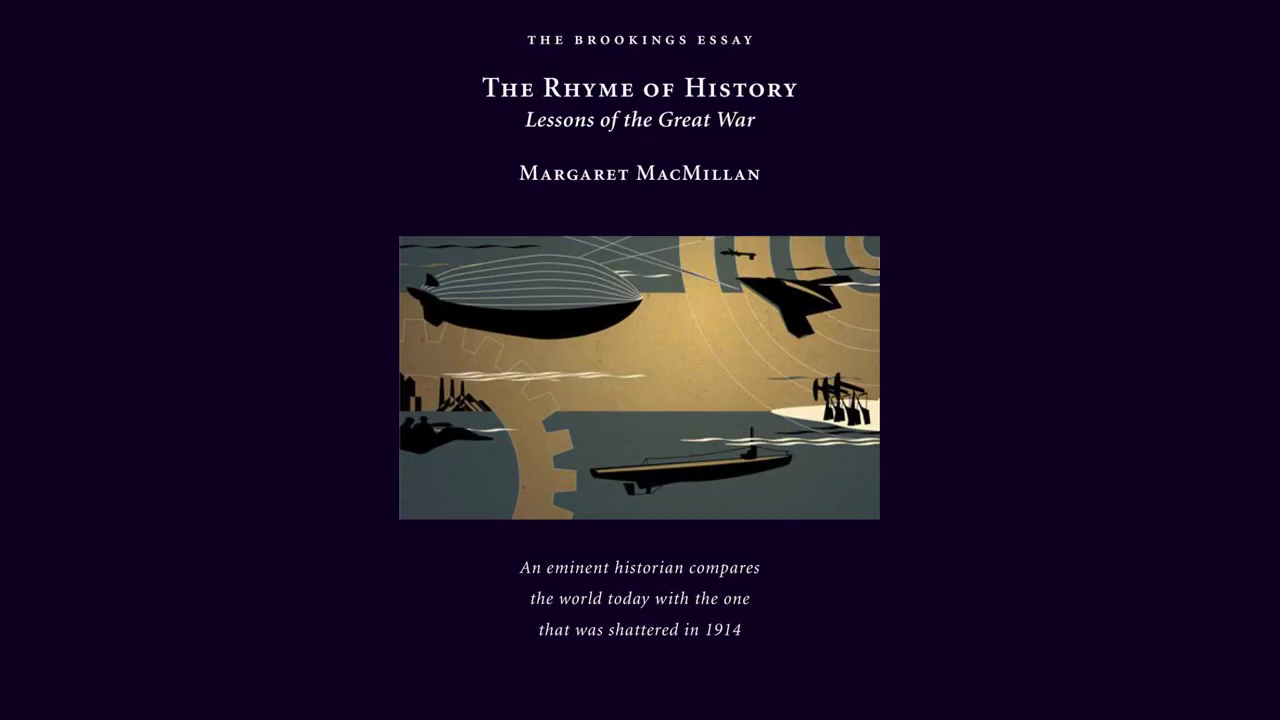 THE BROOKINGS ESSAY
THE RHYME OF HISTORY
Lessons of the Great War
MARGARET MACMILLAN
An eminent historian compares
the world today with the one
that was shattered in 1914